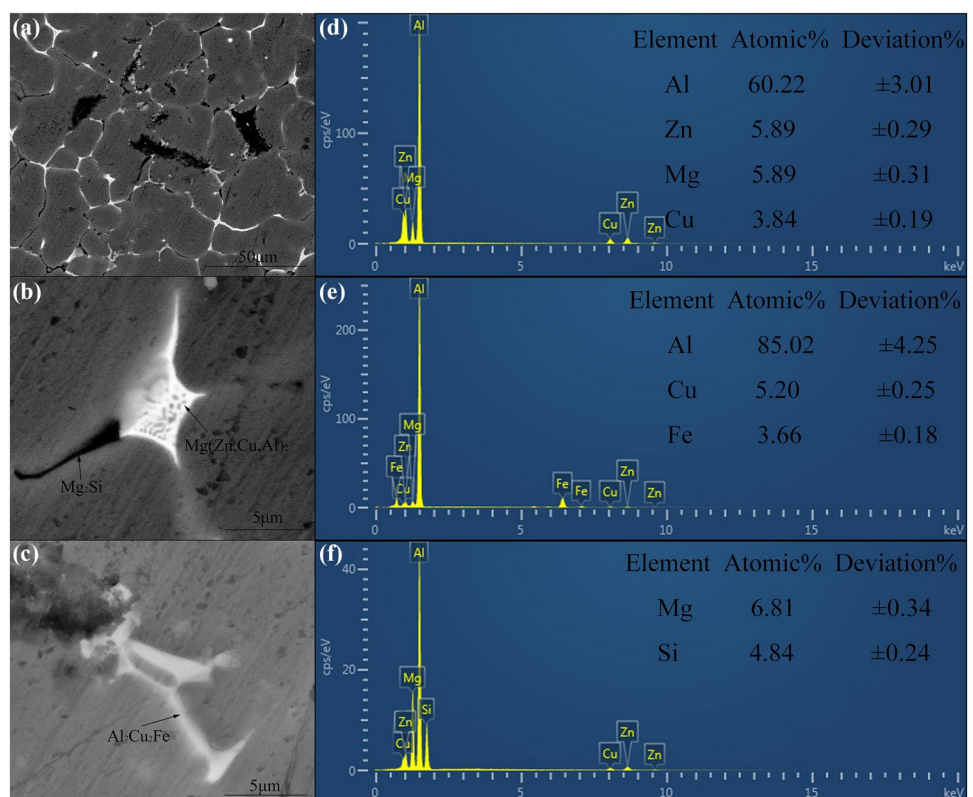 (a)
50μm
(b)
Mg(Zn,Cu,Al)₂
Mg₂Si
5μm
(c)
Al₇Cu₂Fe
5μm
(d)
Al
Element Atomic% Deviation%
Al 60.22 ±3.01
Zn 5.89 ±0.29
Mg 5.89 ±0.31
Cu 3.84 ±0.19
cps/eV
100
0
Zn
Mg
Cu
Cu
Zn
Zn
0 5 10 15 keV
(e)
Al
Element Atomic% Deviation%
Al 85.02 ±4.25
Cu 5.20 ±0.25
Fe 3.66 ±0.18
cps/eV
200
100
0
Mg
Zn
Fe
Cu
Fe
Fe
Cu
Zn
Zn
0 5 10 15 keV
(f)
Al
Element Atomic% Deviation%
Mg 6.81 ±0.34
Si 4.84 ±0.24
cps/eV
40
20
0
Mg
Si
Zn
Cu
Cu
Zn
Zn
0 5 10 15 keV